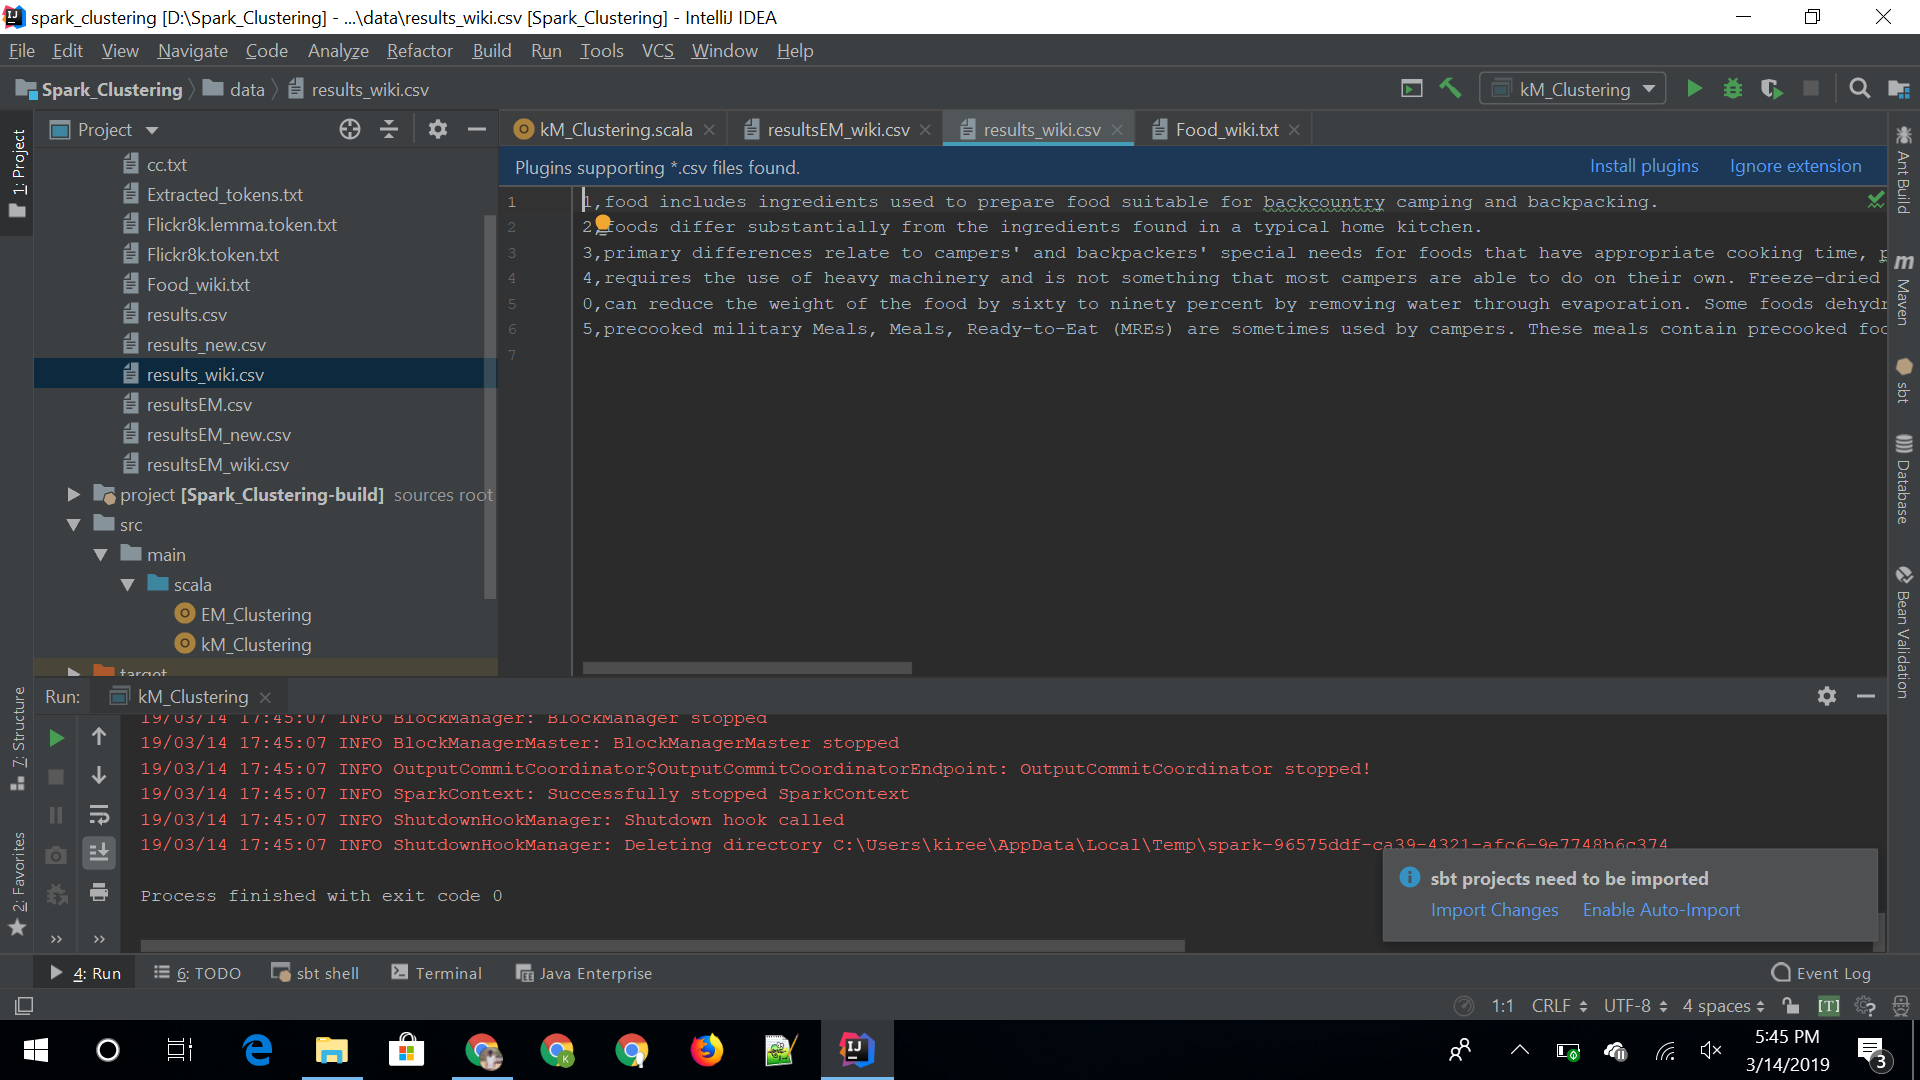 spark_clustering [D:\Spark_Clustering] - ...\data\results_wiki.csv [Spark_Clustering] - IntelliJ IDEA
File Edit View Navigate Code Analyze Refactor Build Run Tools VCS Window Help
Spark_Clustering data results_wiki.csv kM_Clustering
Project
kM_Clustering.scala resultsEM_wiki.csv results_wiki.csv Food_wiki.txt
Plugins supporting *.csv files found. Install plugins Ignore extension
1: Project
7: Structure
2: Favorites
cc.txt
Extracted_tokens.txt
Flickr8k.lemma.token.txt
Flickr8k.token.txt
Food_wiki.txt
results.csv
results_new.csv
results_wiki.csv
resultsEM.csv
resultsEM_new.csv
resultsEM_wiki.csv
project [Spark_Clustering-build] sources root
src
main
scala
EM_Clustering
kM_Clustering
target
1 1,food includes ingredients used to prepare food suitable for backcountry camping and backpacking.
2 2,foods differ substantially from the ingredients found in a typical home kitchen.
3 3,primary differences relate to campers' and backpackers' special needs for foods that have appropriate cooking time, p
4 4,requires the use of heavy machinery and is not something that most campers are able to do on their own. Freeze-dried
5 0,can reduce the weight of the food by sixty to ninety percent by removing water through evaporation. Some foods dehydr
6 5,precooked military Meals, Meals, Ready-to-Eat (MREs) are sometimes used by campers. These meals contain precooked foo
7
Ant Build
Maven
sbt
Database
Bean Validation
Run: kM_Clustering
19/03/14 17:45:07 INFO BlockManager: BlockManager stopped
19/03/14 17:45:07 INFO BlockManagerMaster: BlockManagerMaster stopped
19/03/14 17:45:07 INFO OutputCommitCoordinator$OutputCommitCoordinatorEndpoint: OutputCommitCoordinator stopped!
19/03/14 17:45:07 INFO SparkContext: Successfully stopped SparkContext
19/03/14 17:45:07 INFO ShutdownHookManager: Shutdown hook called
19/03/14 17:45:07 INFO ShutdownHookManager: Deleting directory C:\Users\kiree\AppData\Local\Temp\spark-96575ddf-ca39-4321-afc6-9e7748b6c374
Process finished with exit code 0
sbt projects need to be imported
Import Changes Enable Auto-Import
4: Run 6: TODO sbt shell Terminal Java Enterprise Event Log
1:1 CRLF UTF-8 4 spaces [T]
5:45 PM
3/14/2019
3